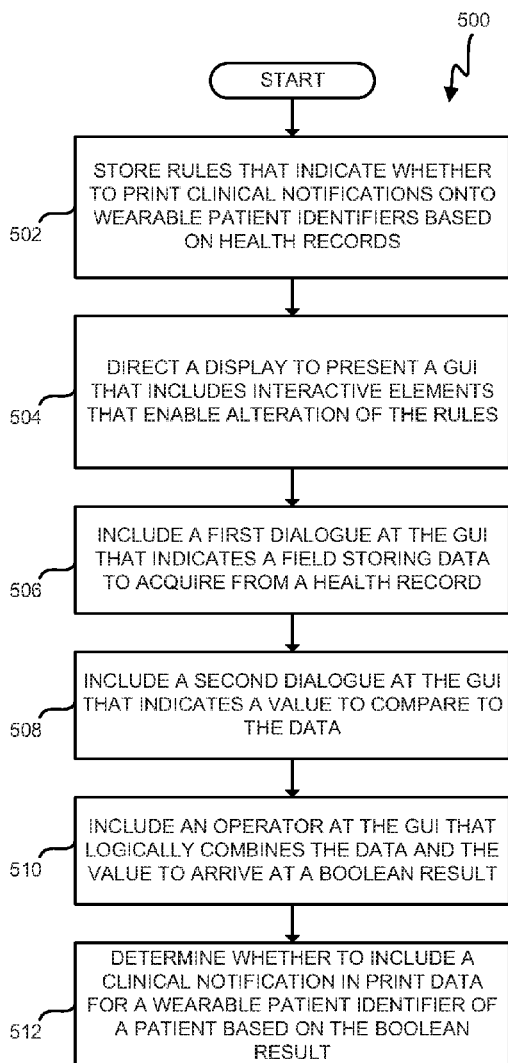 500
START
STORE RULES THAT INDICATE WHETHER
TO PRINT CLINICAL NOTIFICATIONS ONTO
WEARABLE PATIENT IDENTIFIERS BASED
ON HEALTH RECORDS
502
DIRECT A DISPLAY TO PRESENT A GUI
THAT INCLUDES INTERACTIVE ELEMENTS
THAT ENABLE ALTERATION OF THE RULES
504
INCLUDE A FIRST DIALOGUE AT THE GUI
THAT INDICATES A FIELD STORING DATA
TO ACQUIRE FROM A HEALTH RECORD
506
INCLUDE A SECOND DIALOGUE AT THE GUI
THAT INDICATES A VALUE TO COMPARE TO
THE DATA
508
INCLUDE AN OPERATOR AT THE GUI THAT
LOGICALLY COMBINES THE DATA AND THE
VALUE TO ARRIVE AT A BOOLEAN RESULT
510
DETERMINE WHETHER TO INCLUDE A
CLINICAL NOTIFICATION IN PRINT DATA
FOR A WEARABLE PATIENT IDENTIFIER OF
A PATIENT BASED ON THE BOOLEAN
RESULT
512